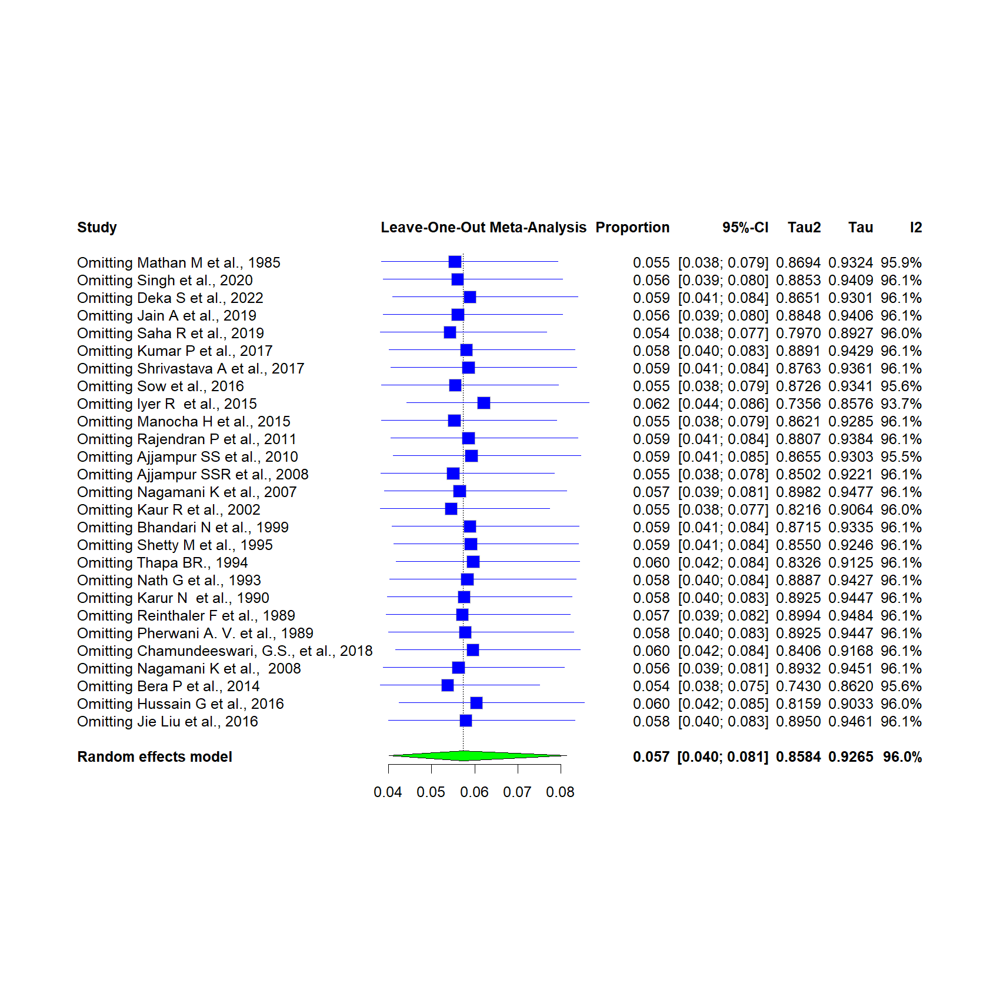 Study Leave-One-Out Meta-Analysis Proportion 95%-CI Tau2 Tau I2
Omitting Mathan M et al., 1985 0.055 [0.038; 0.079] 0.8694 0.9324 95.9%
Omitting Singh et al., 2020 0.056 [0.039; 0.080] 0.8853 0.9409 96.1%
Omitting Deka S et al., 2022 0.059 [0.041; 0.084] 0.8651 0.9301 96.1%
Omitting Jain A et al., 2019 0.056 [0.039; 0.080] 0.8848 0.9406 96.1%
Omitting Saha R et al., 2019 0.054 [0.038; 0.077] 0.7970 0.8927 96.0%
Omitting Kumar P et al., 2017 0.058 [0.040; 0.083] 0.8891 0.9429 96.1%
Omitting Shrivastava A et al., 2017 0.059 [0.041; 0.084] 0.8763 0.9361 96.1%
Omitting Sow et al., 2016 0.055 [0.038; 0.079] 0.8726 0.9341 95.6%
Omitting Iyer R  et al., 2015 0.062 [0.044; 0.086] 0.7356 0.8576 93.7%
Omitting Manocha H et al., 2015 0.055 [0.038; 0.079] 0.8621 0.9285 96.1%
Omitting Rajendran P et al., 2011 0.059 [0.041; 0.084] 0.8807 0.9384 96.1%
Omitting Ajjampur SS et al., 2010 0.059 [0.041; 0.085] 0.8655 0.9303 95.5%
Omitting Ajjampur SSR et al., 2008 0.055 [0.038; 0.078] 0.8502 0.9221 96.1%
Omitting Nagamani K et al., 2007 0.057 [0.039; 0.081] 0.8982 0.9477 96.1%
Omitting Kaur R et al., 2002 0.055 [0.038; 0.077] 0.8216 0.9064 96.0%
Omitting Bhandari N et al., 1999 0.059 [0.041; 0.084] 0.8715 0.9335 96.1%
Omitting Shetty M et al., 1995 0.059 [0.041; 0.084] 0.8550 0.9246 96.1%
Omitting Thapa BR., 1994 0.060 [0.042; 0.084] 0.8326 0.9125 96.1%
Omitting Nath G et al., 1993 0.058 [0.040; 0.084] 0.8887 0.9427 96.1%
Omitting Karur N  et al., 1990 0.058 [0.040; 0.083] 0.8925 0.9447 96.1%
Omitting Reinthaler F et al., 1989 0.057 [0.039; 0.082] 0.8994 0.9484 96.1%
Omitting Pherwani A. V. et al., 1989 0.058 [0.040; 0.083] 0.8925 0.9447 96.1%
Omitting Chamundeeswari, G.S., et al., 2018 0.060 [0.042; 0.084] 0.8406 0.9168 96.1%
Omitting Nagamani K et al.,  2008 0.056 [0.039; 0.081] 0.8932 0.9451 96.1%
Omitting Bera P et al., 2014 0.054 [0.038; 0.075] 0.7430 0.8620 95.6%
Omitting Hussain G et al., 2016 0.060 [0.042; 0.085] 0.8159 0.9033 96.0%
Omitting Jie Liu et al., 2016 0.058 [0.040; 0.083] 0.8950 0.9461 96.1%
Random effects model 0.057 [0.040; 0.081] 0.8584 0.9265 96.0%
0.04 0.05 0.06 0.07 0.08